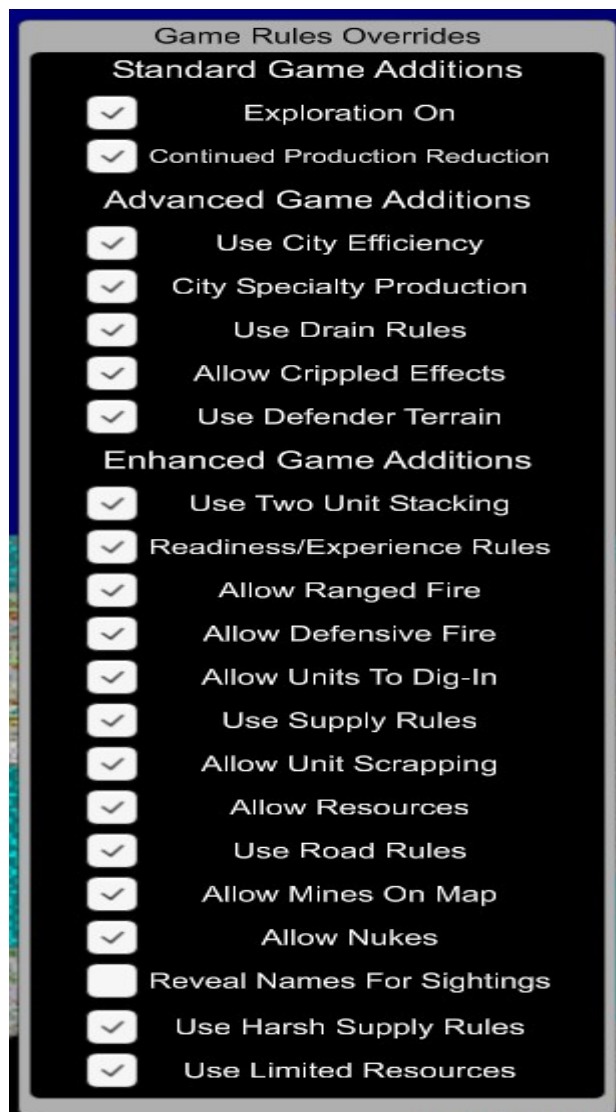 Game Rules Overrides
Standard Game Additions
Exploration On
Continued Production Reduction
Advanced Game Additions
Use City Efficiency
City Specialty Production
Use Drain Rules
Allow Crippled Effects
Use Defender Terrain
Enhanced Game Additions
Use Two Unit Stacking
Readiness/Experience Rules
Allow Ranged Fire
Allow Defensive Fire
Allow Units To Dig-In
Use Supply Rules
Allow Unit Scrapping
Allow Resources
Use Road Rules
Allow Mines On Map
Allow Nukes
Reveal Names For Sightings
Use Harsh Supply Rules
Use Limited Resources